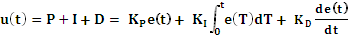 u(t) = P + I + D = K_P e(t) + K_I ∫_0^t e(T)dT + K_D de(t)/dt